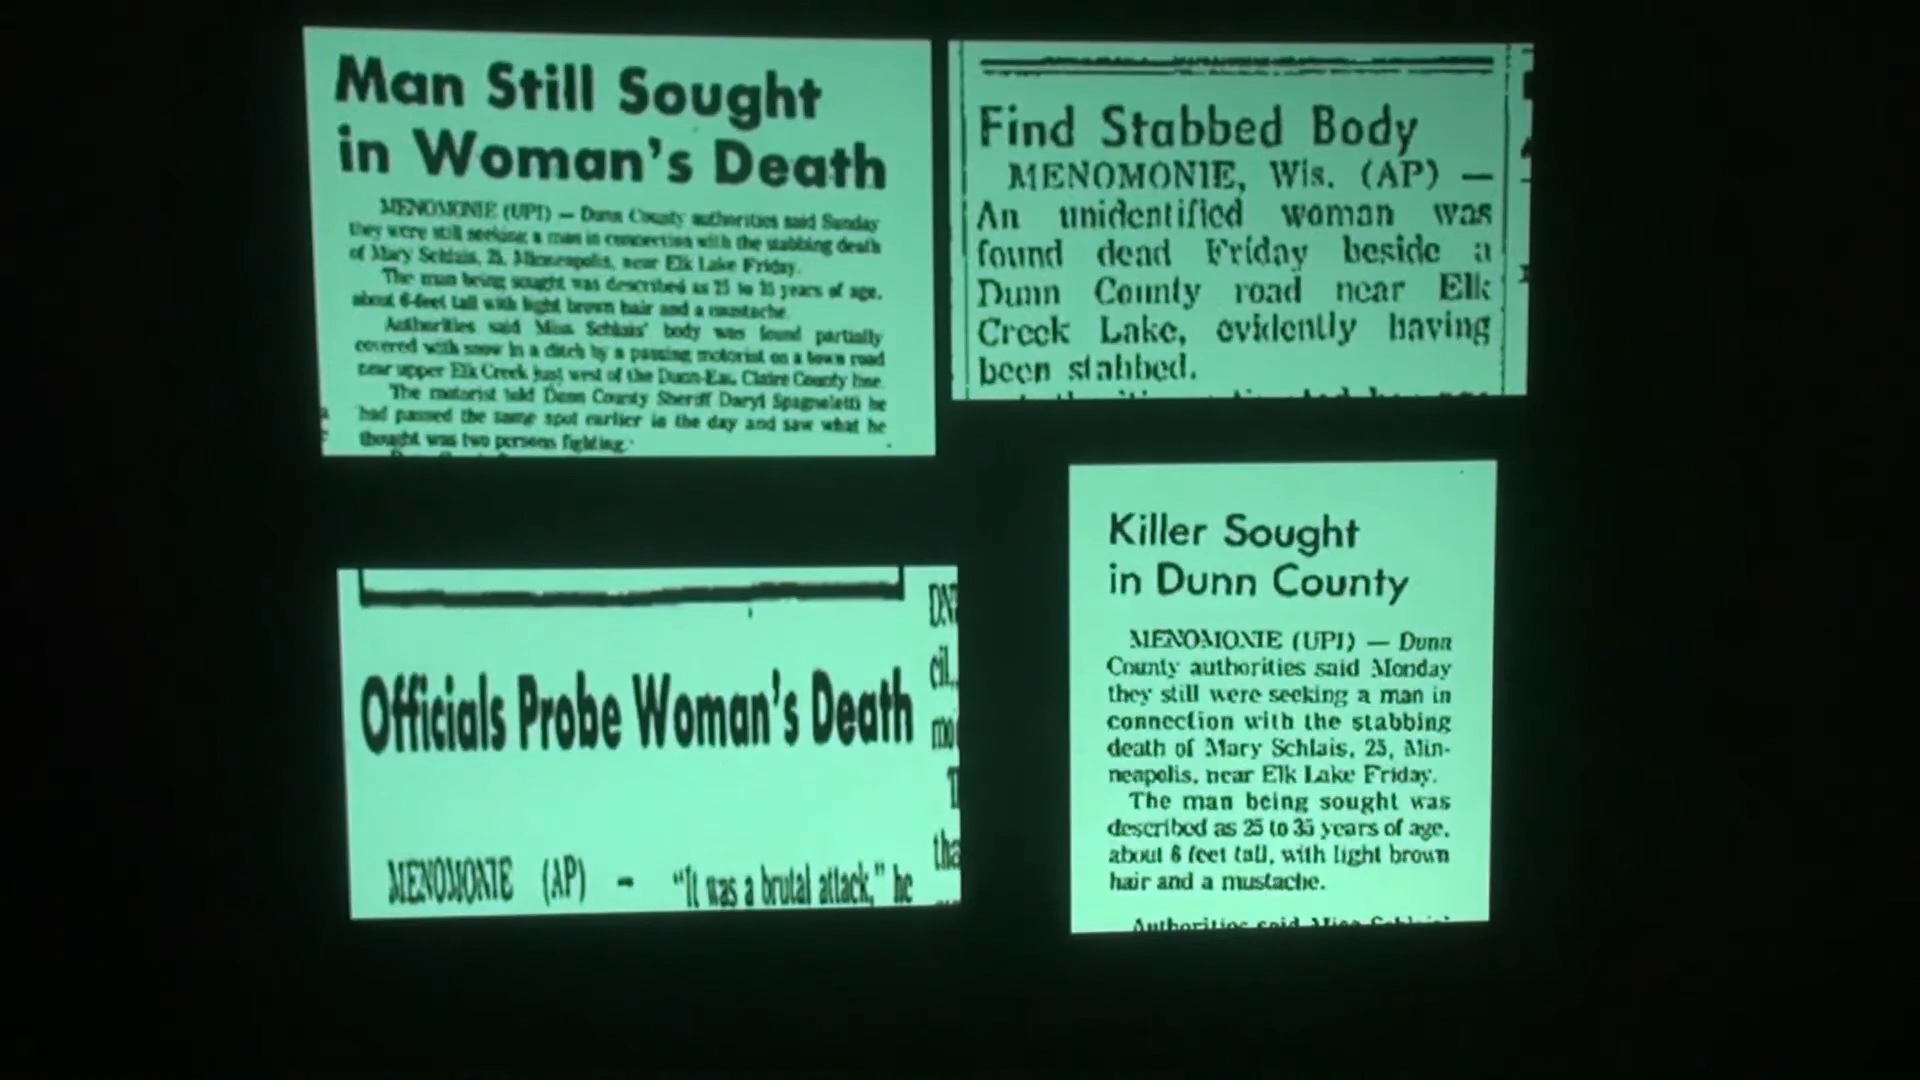 Man Still Sought
in Woman's Death
MENOMONIE (UPI) — Dunn County authorities said Sunday
they were still seeking a man in connection with the stabbing death
of Mary Schlais, 25, Minneapolis, near Elk Lake Friday.
The man being sought was described as 25 to 35 years of age,
about 6-feet tall with light brown hair and a mustache.
Authorities said Miss Schlais' body was found partially
covered with snow in a ditch by a passing motorist on a town road
near upper Elk Creek just west of the Dunn-Eau Claire County line.
The motorist told Dunn County Sheriff Daryl Spagnoletti he
had passed the same spot earlier in the day and saw what he
thought was two persons fighting.
Find Stabbed Body
MENOMONIE, Wis. (AP) —
An unidentified woman was
found dead Friday beside a
Dunn County road near Elk
Creek Lake, evidently having
been stabbed.
Officials Probe Woman's Death
MENOMONIE (AP) - "It was a brutal attack," he
cil.
tha
Killer Sought
in Dunn County
MENOMONIE (UPI) — Dunn
County authorities said Monday
they still were seeking a man in
connection with the stabbing
death of Mary Schlais, 25, Min-
neapolis, near Elk Lake Friday.
The man being sought was
described as 25 to 35 years of age,
about 6 feet tall, with light brown
hair and a mustache.
Authorities said Miss Schlais'